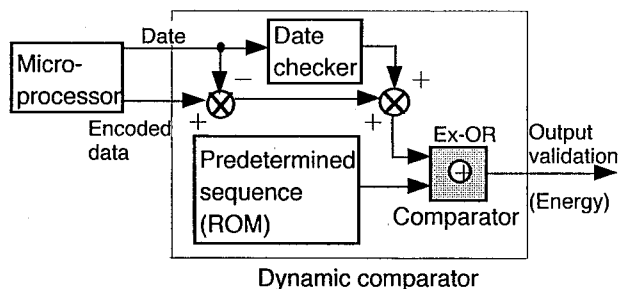 Date
Date
checker
Micro-
processor
−
+
+
+
Encoded
data
Predetermined
sequence
(ROM)
Ex-OR
Comparator
Output
validation
(Energy)
Dynamic comparator